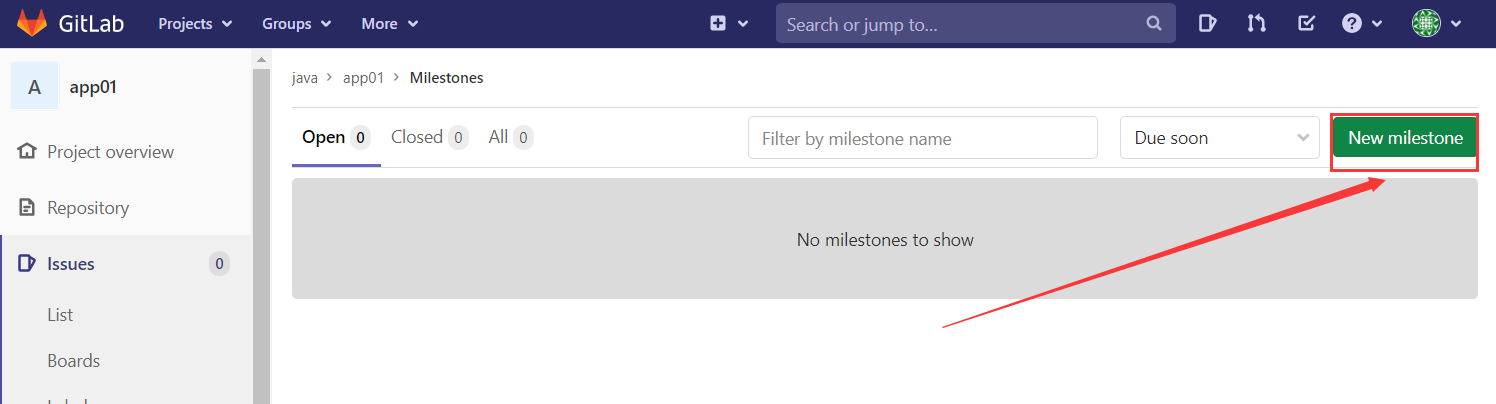 GitLab Projects Groups More Search or jump to...
A app01
java > app01 > Milestones
Open 0 Closed 0 All 0 Filter by milestone name Due soon New milestone
Project overview
Repository
No milestones to show
Issues 0
List
Boards